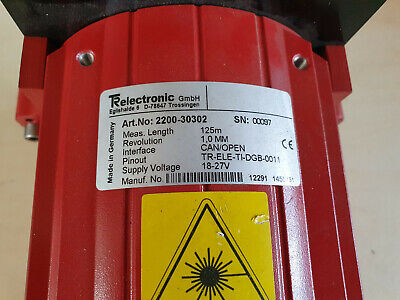 TRelectronic GmbH
Eglishalde 6 D-78647 Trossingen
Art.No: 2200-30302 SN: 00097
Meas. Length 125m
Revolution 1,0 MM
Interface CAN/OPEN
Pinout TR-ELE-TI-DGB-0011
Supply Voltage 18-27V
Manuf. No. 12291
Made in Germany
CE